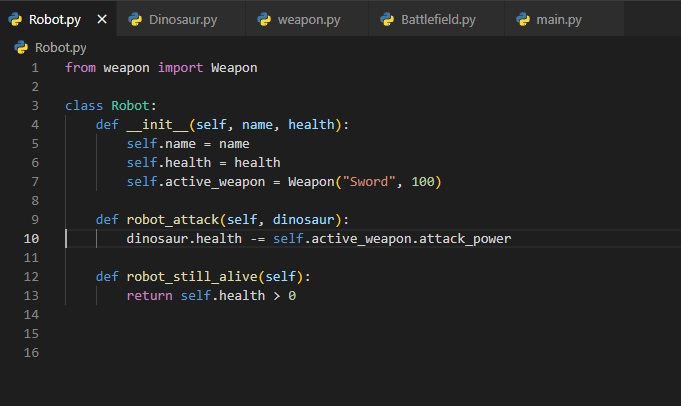 Robot.py Dinosaur.py weapon.py Battlefield.py main.py
Robot.py
1 from weapon import Weapon
2
3 class Robot:
4     def __init__(self, name, health):
5         self.name = name
6         self.health = health
7         self.active_weapon = Weapon("Sword", 100)
8
9     def robot_attack(self, dinosaur):
10         dinosaur.health -= self.active_weapon.attack_power
11
12     def robot_still_alive(self):
13         return self.health > 0
14
15
16